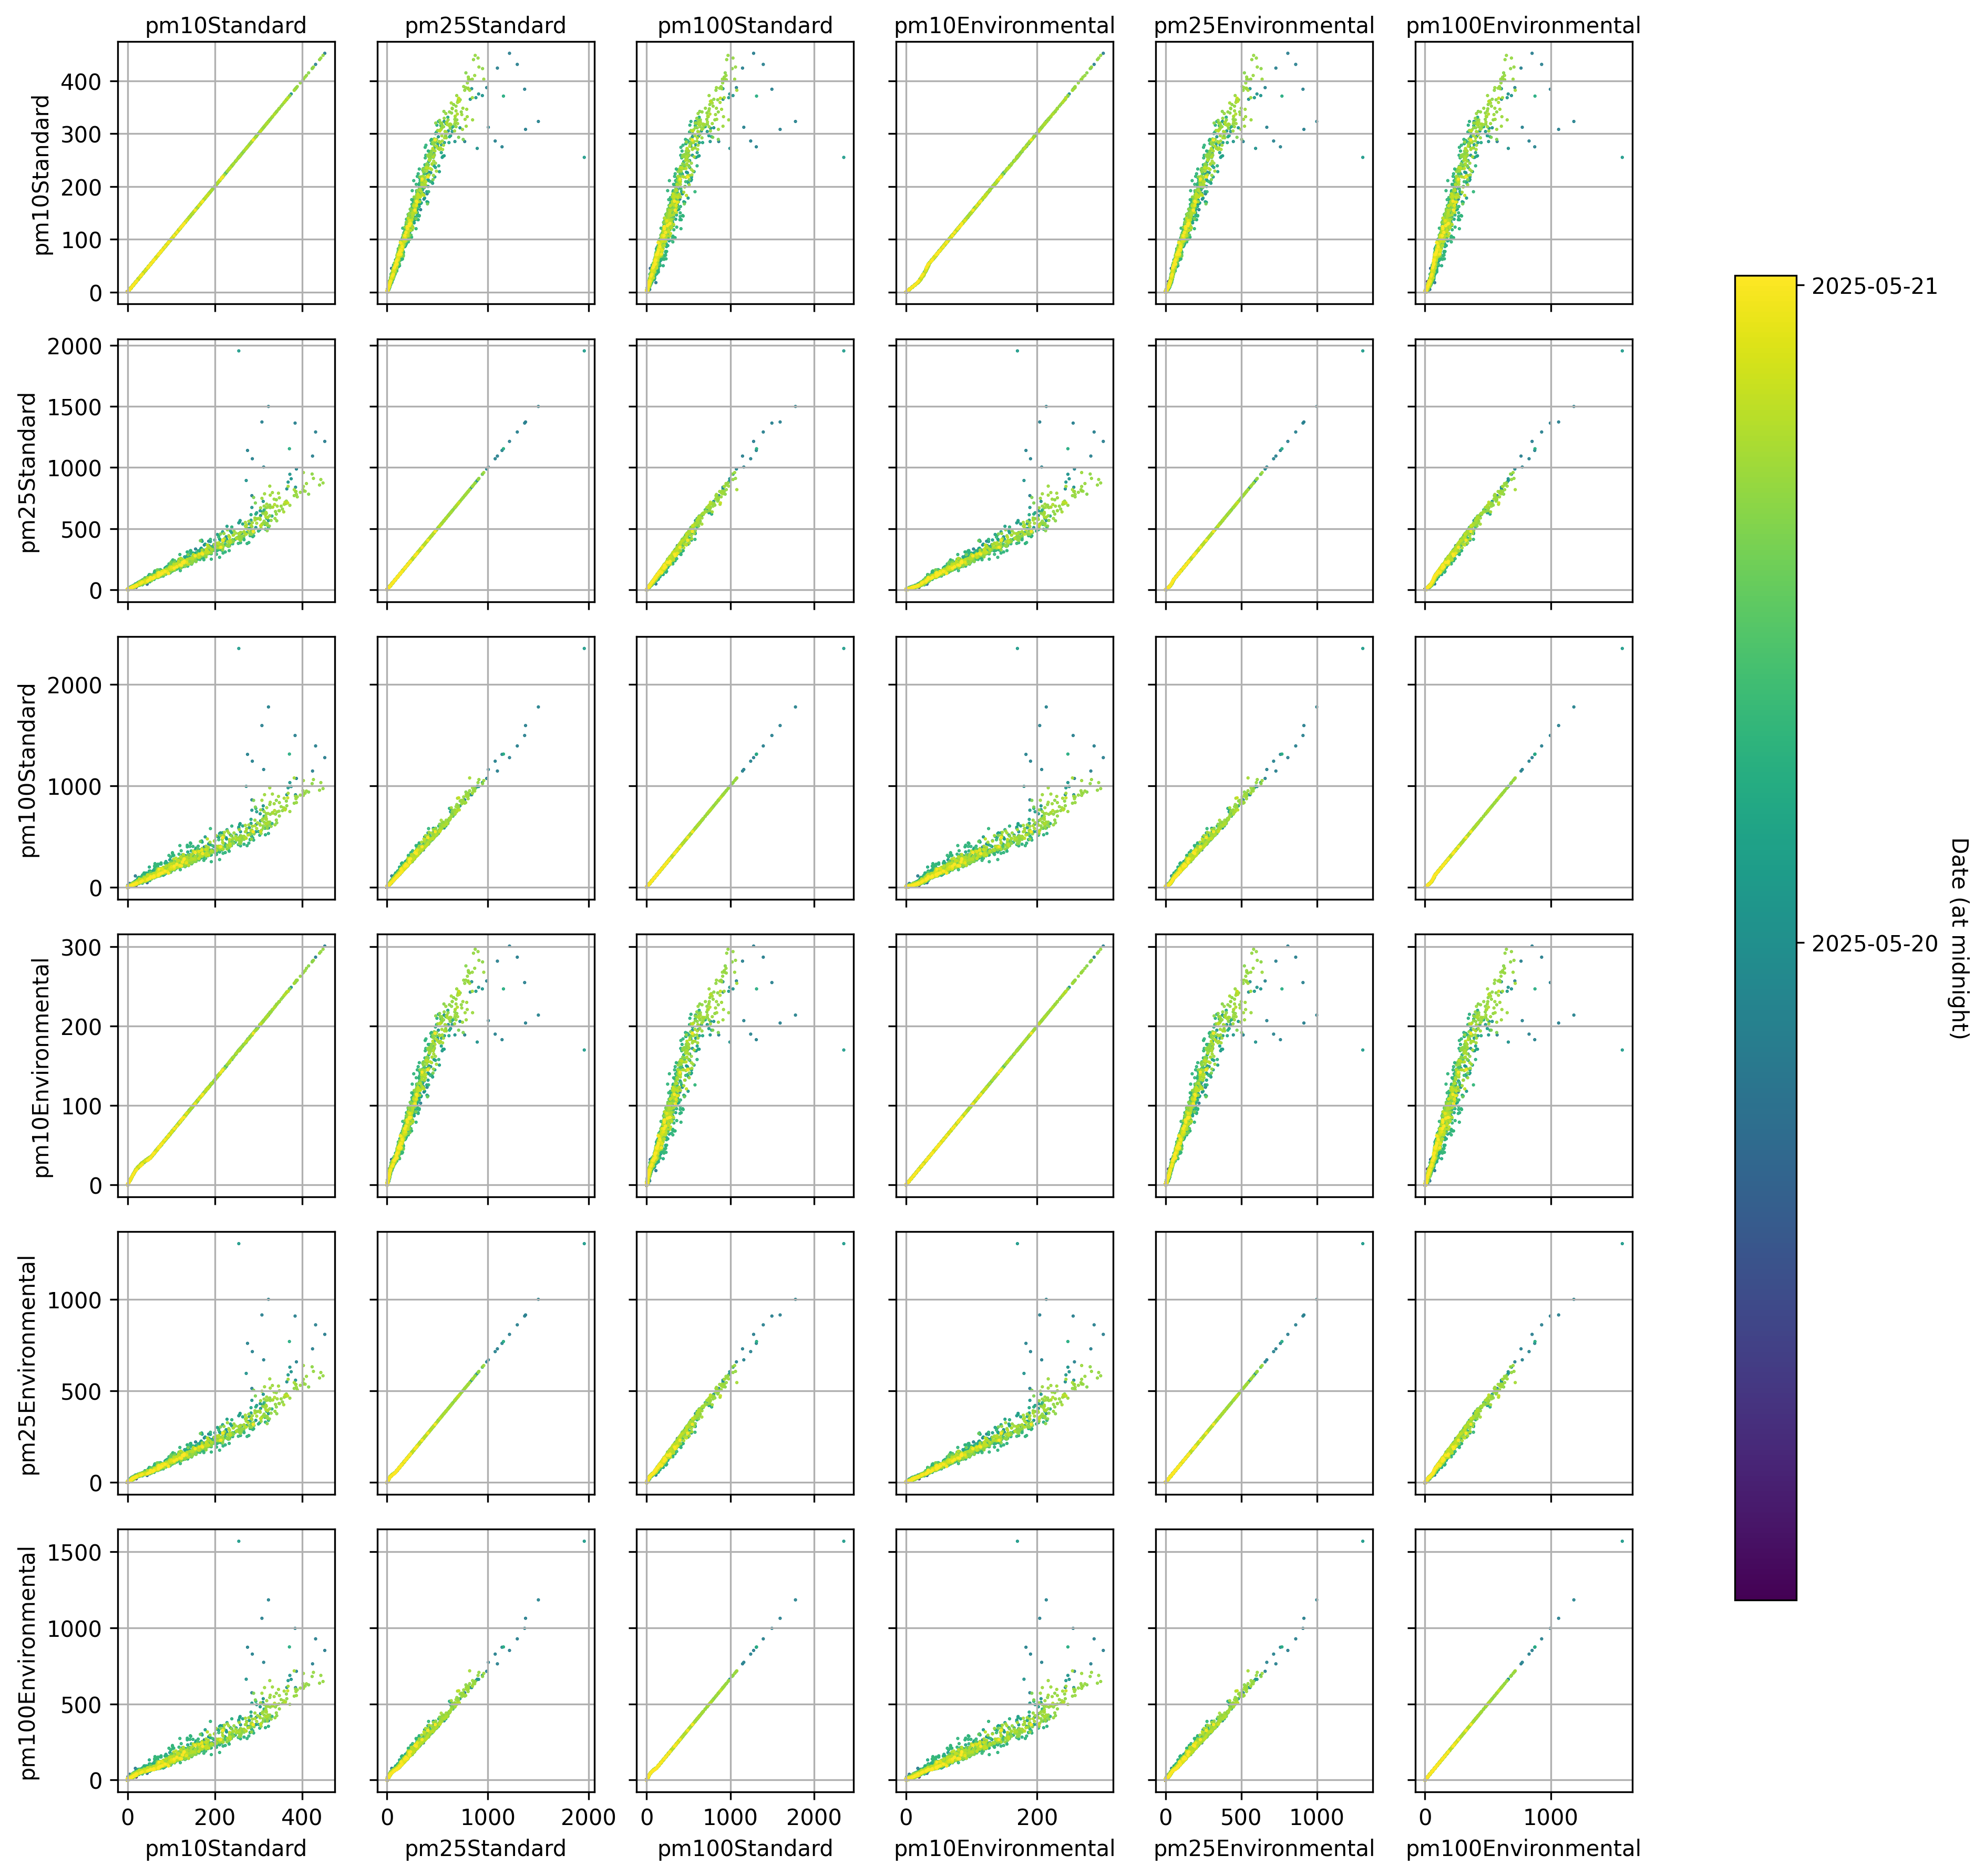 pm10Standard pm25Standard pm100Standard pm10Environmental pm25Environmental pm100Environmental
pm10Standard
400
300
200
100
0
pm25Standard
2000
1500
1000
500
0
pm100Standard
2000
1000
0
pm10Environmental
300
200
100
0
pm25Environmental
1000
500
0
pm100Environmental
1500
1000
500
0
0 200 400 0 1000 2000 0 1000 2000 0 200 0 500 1000 0 1000
pm10Standard pm25Standard pm100Standard pm10Environmental pm25Environmental pm100Environmental
2025-05-21
2025-05-20
Date (at midnight)